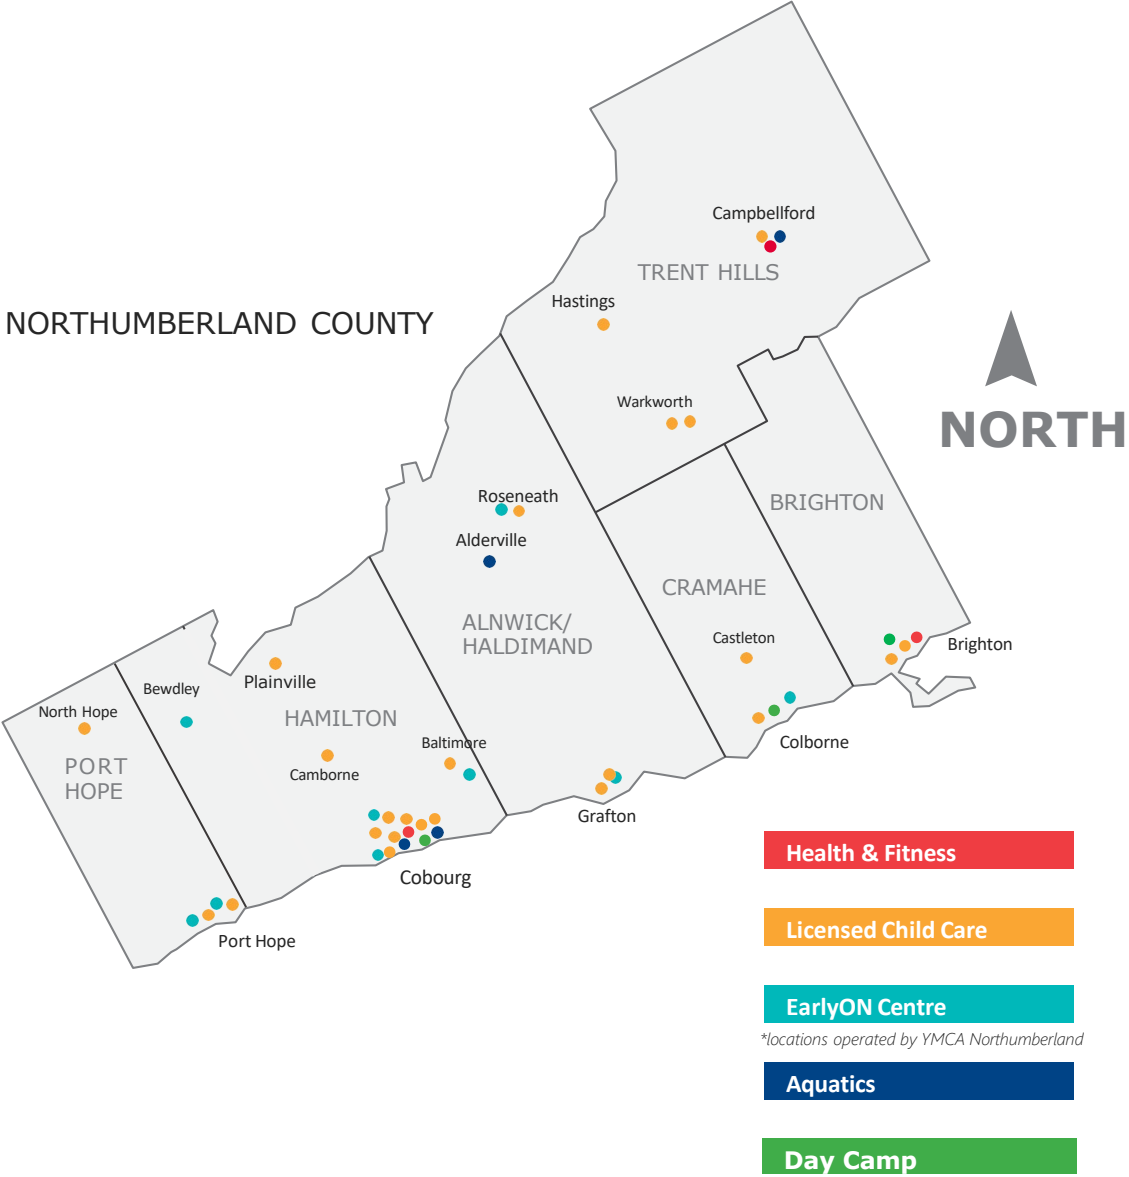 Campbellford
TRENT HILLS
Hastings
NORTHUMBERLAND COUNTY
Warkworth
NORTH
Roseneath
BRIGHTON
Alderville
CRAMAHE
ALNWICK/
HALDIMAND
Castleton
Brighton
Plainville
Bewdley
North Hope
HAMILTON
Baltimore
Colborne
PORT
HOPE
Camborne
Grafton
Cobourg
Port Hope
Health & Fitness
Licensed Child Care
EarlyON Centre
*locations operated by YMCA Northumberland
Aquatics
Day Camp